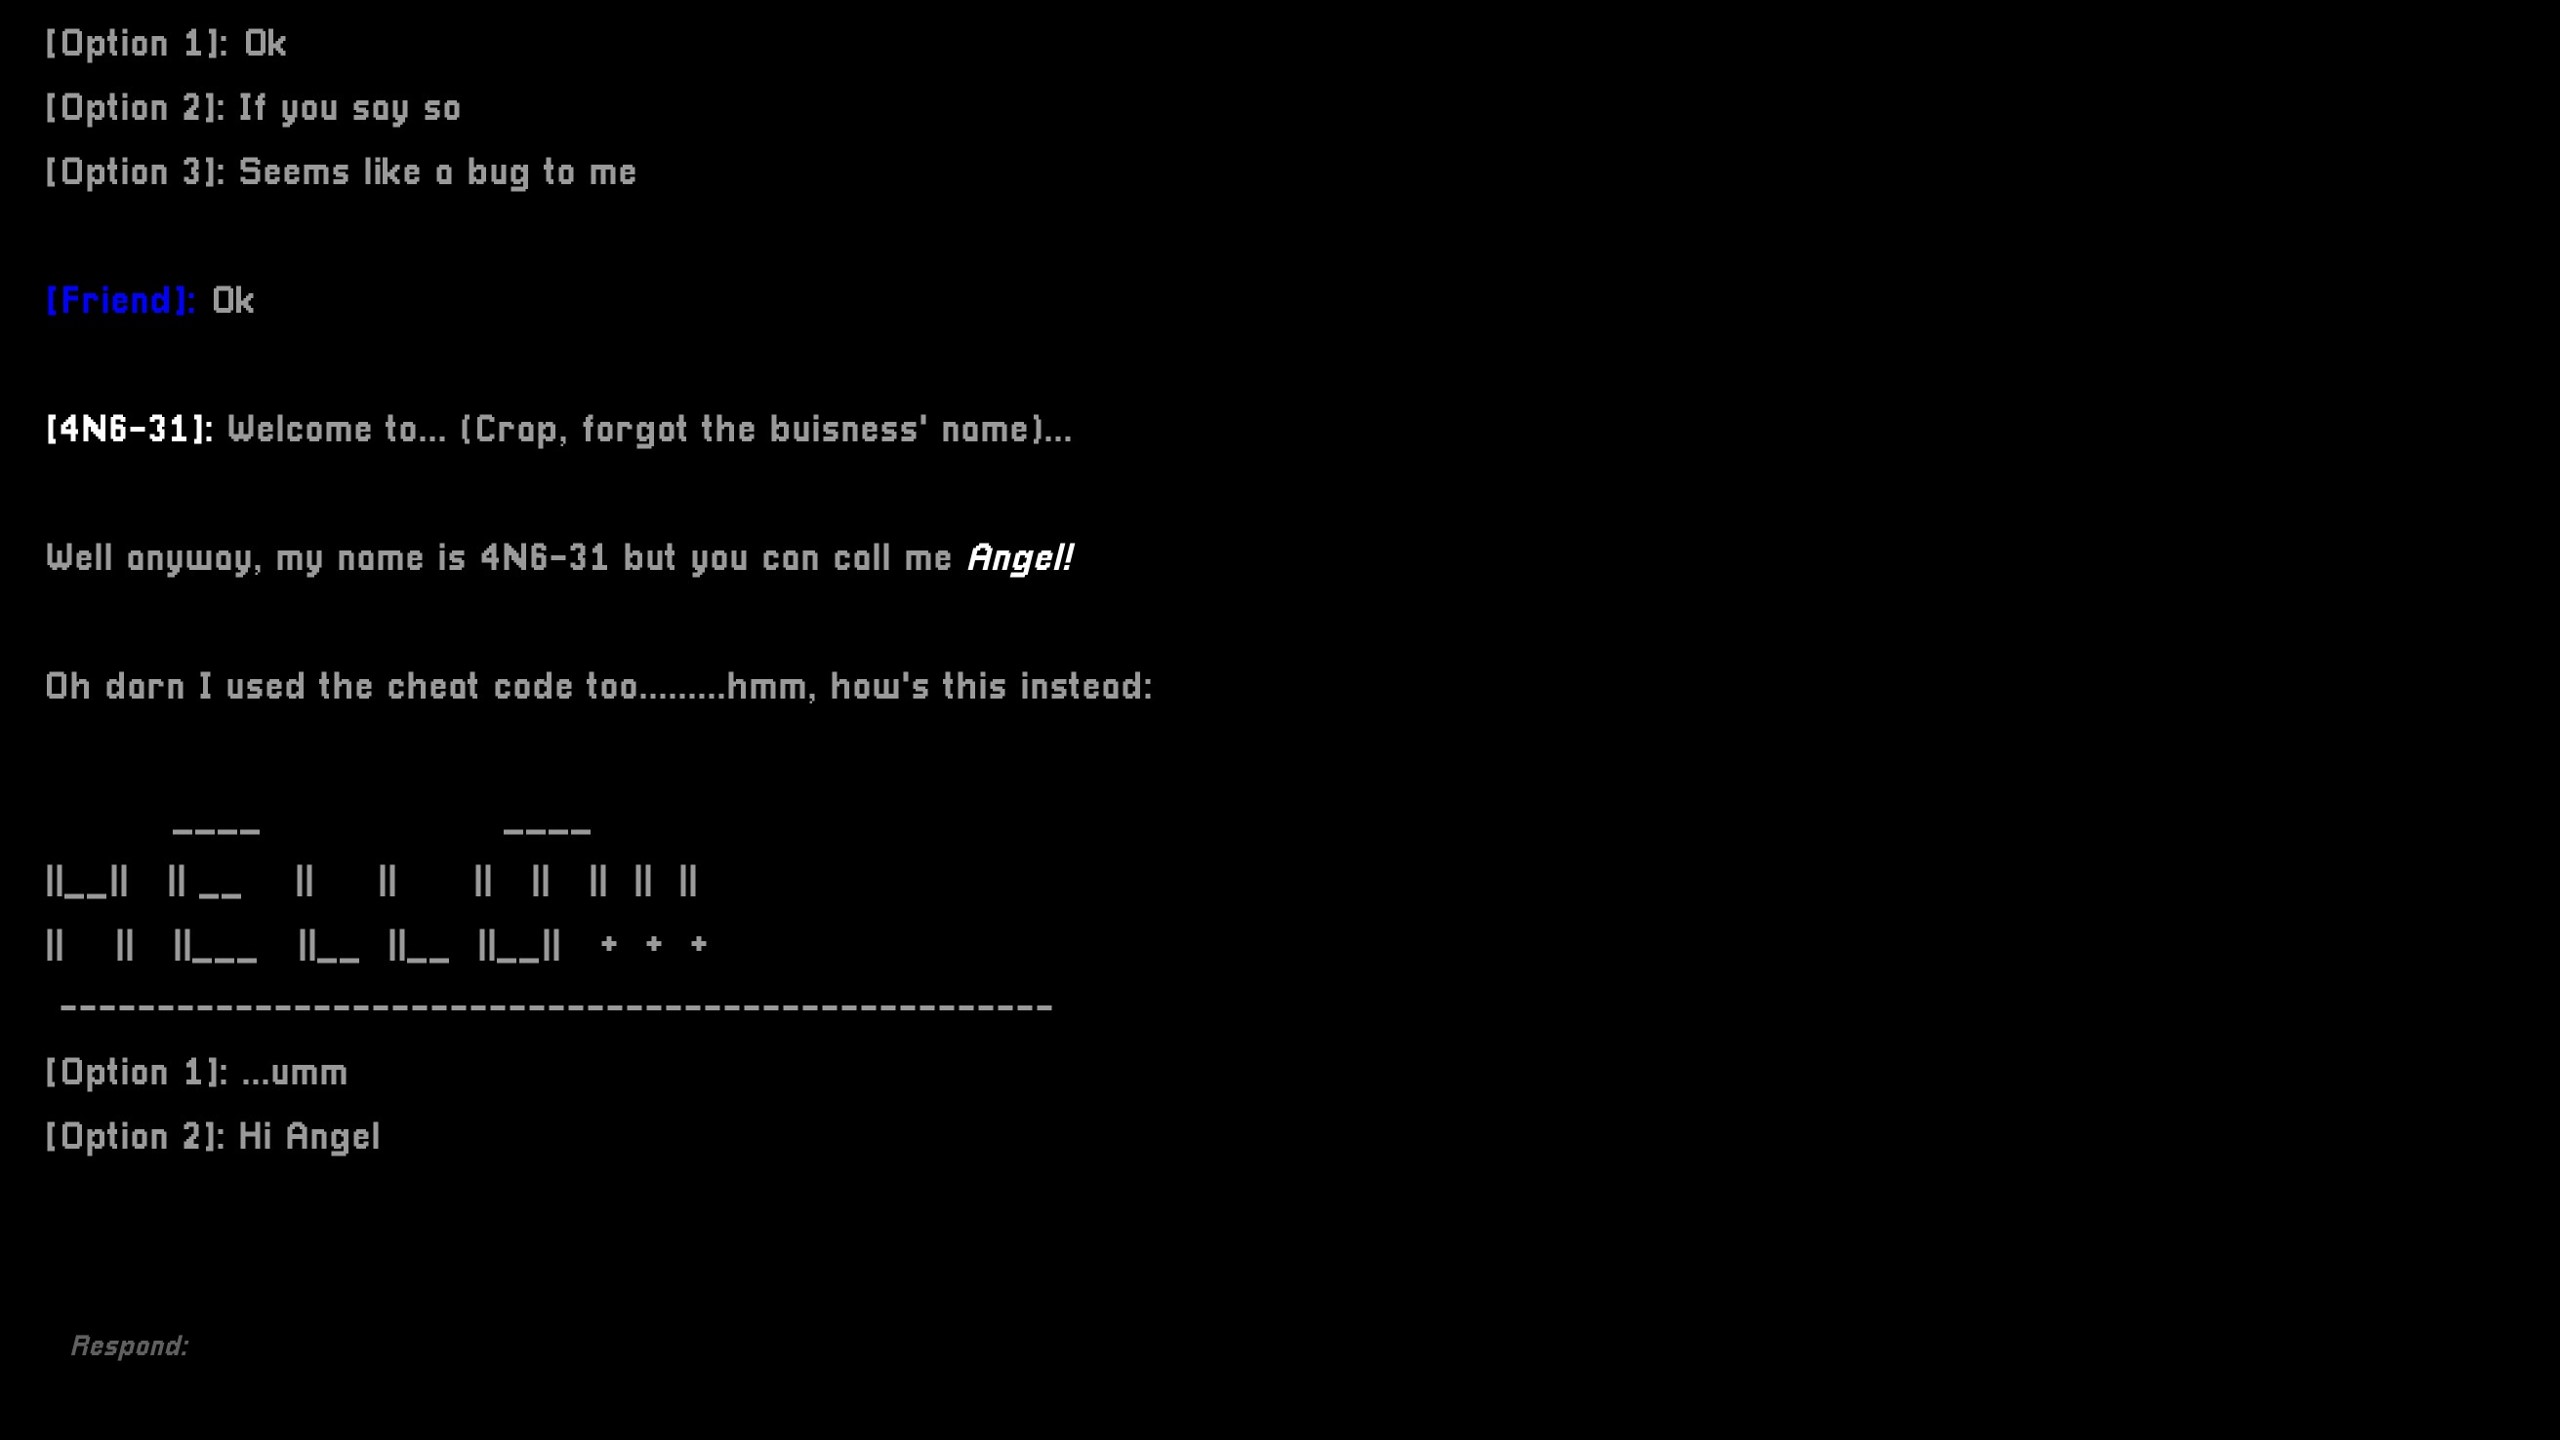 [Option 1]: Ok
[Option 2]: If you say so
[Option 3]: Seems like a bug to me
[Friend]: Ok
[4N6-31]: Welcome to... (Crap, forgot the buisness' name)...
Well anyway, my name is 4N6-31 but you can call me Angel!
Oh darn I used the cheat code too.........hmm, how's this instead:
HELLO!!!
[Option 1]: ...umm
[Option 2]: Hi Angel
Respond: